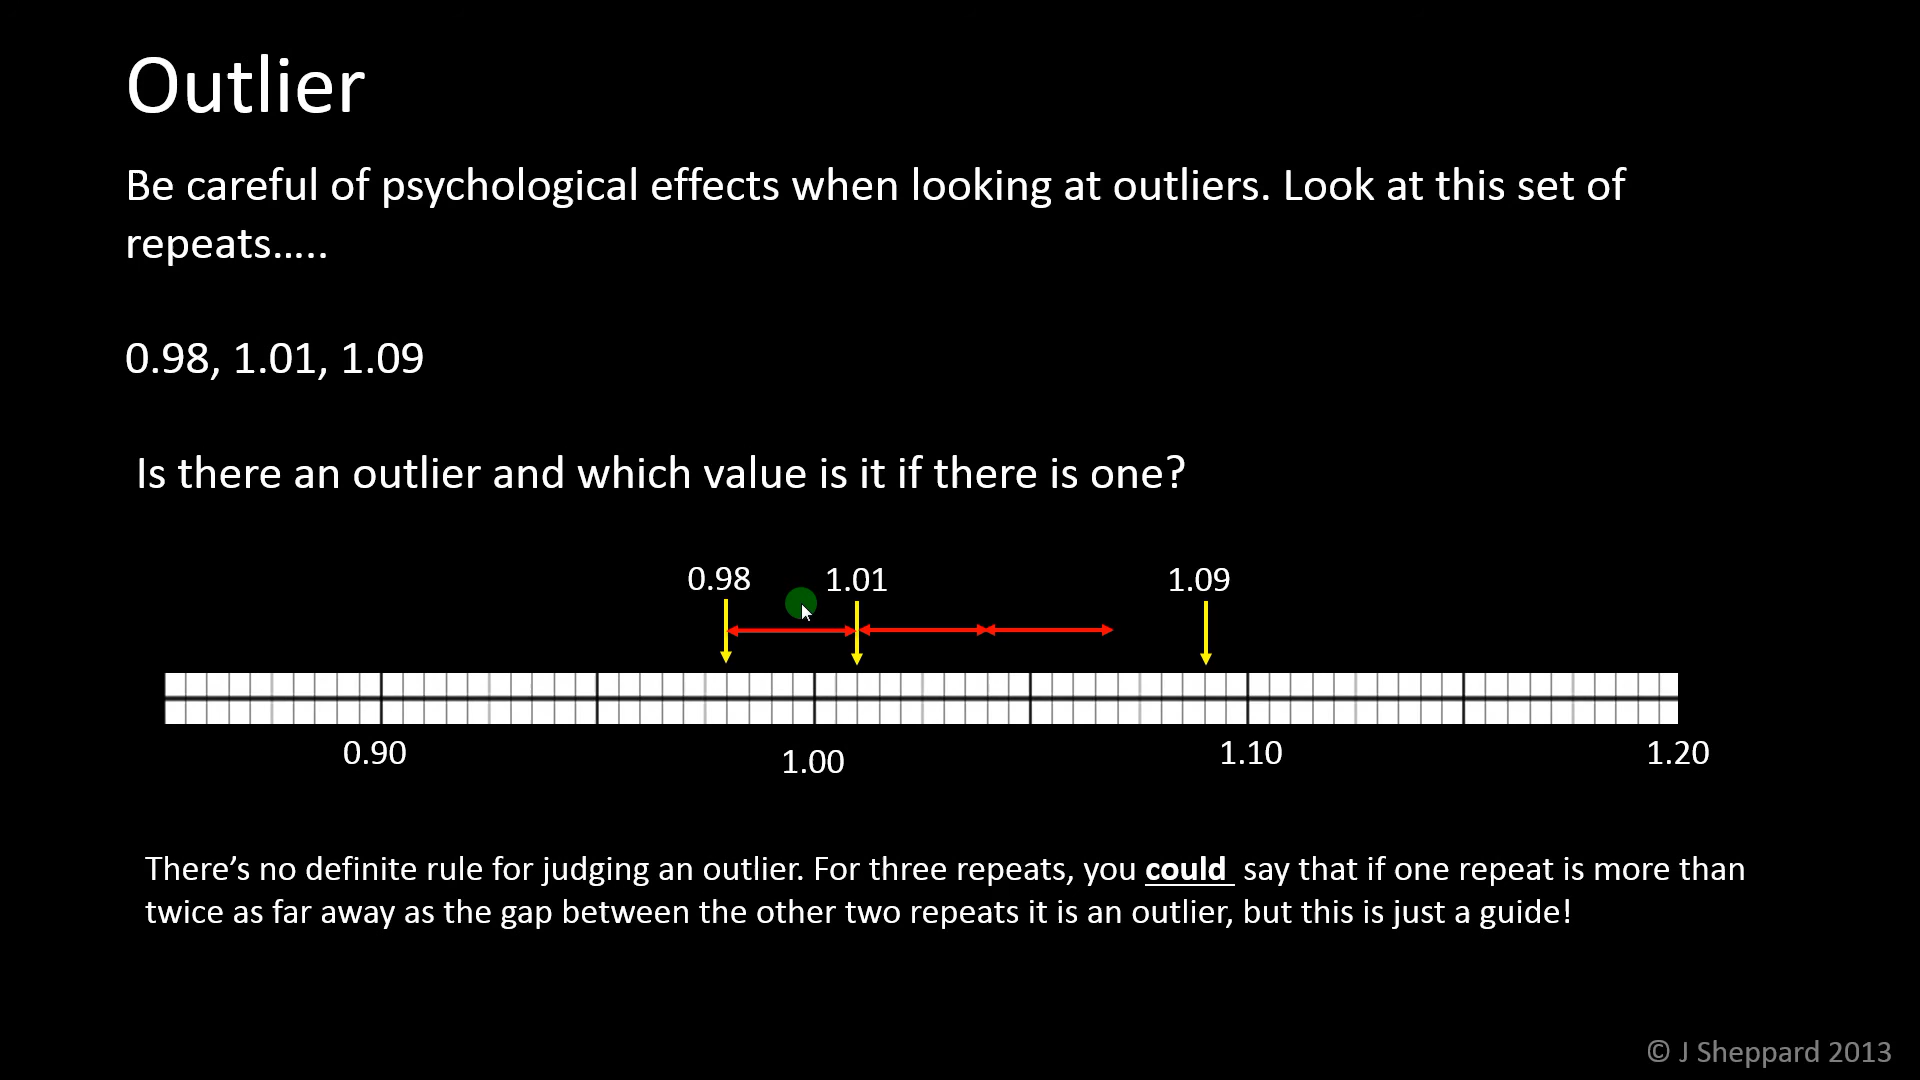 Outlier
Be careful of psychological effects when looking at outliers. Look at this set of
repeats.....
0.98, 1.01, 1.09
Is there an outlier and which value is it if there is one?
0.98 1.01 1.09
0.90 1.00 1.10 1.20
There’s no definite rule for judging an outlier. For three repeats, you could say that if one repeat is more than
twice as far away as the gap between the other two repeats it is an outlier, but this is just a guide!
© J Sheppard 2013